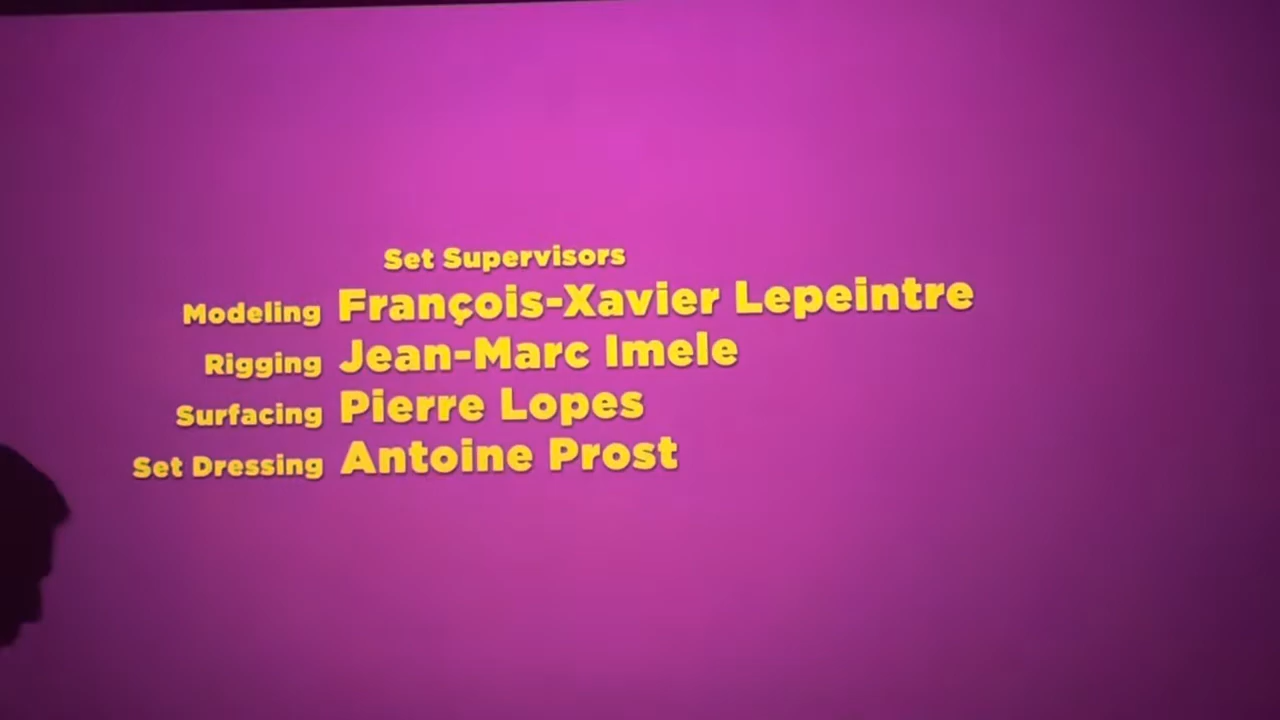 Set Supervisors
Modeling François-Xavier Lepeintre
Rigging Jean-Marc Imele
Surfacing Pierre Lopes
Set Dressing Antoine Prost